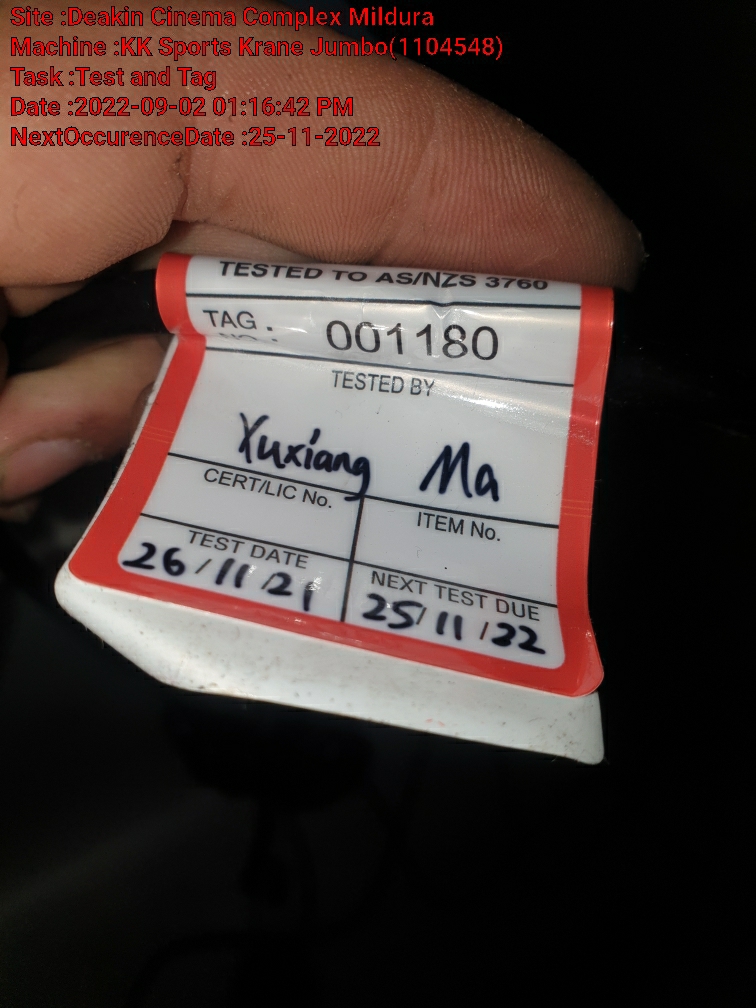 Site :Deakin Cinema Complex Mildura
Machine :KK Sports Krane Jumbo(1104548)
Task :Test and Tag
Date :2022-09-02 01:16:42 PM
NextOccurenceDate :25-11-2022
TESTED TO AS/NZS 3760
TAG NO.: 001180
TESTED BY
Yuxiang Ma
CERT/LIC No. ITEM No.
TEST DATE NEXT TEST DUE
26/11/21 25/11/22